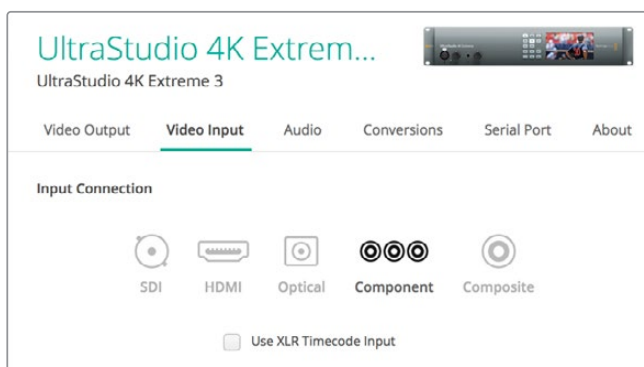 UltraStudio 4K Extrem...
UltraStudio 4K Extreme 3
Video Output Video Input Audio Conversions Serial Port About
Input Connection
SDI HDMI Optical Component Composite
Use XLR Timecode Input